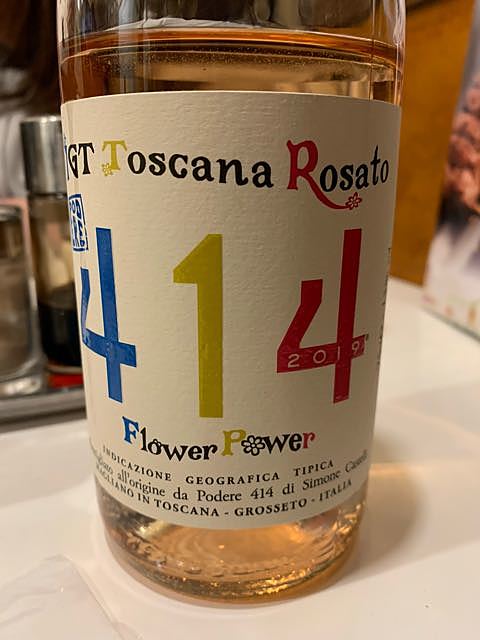 IGT Toscana Rosato
414
2019
Flower Power
INDICAZIONE GEOGRAFICA TIPICA
all'origine da Podere 414 di Simone
MAGLIANO IN TOSCANA - GROSSETO - ITALIA